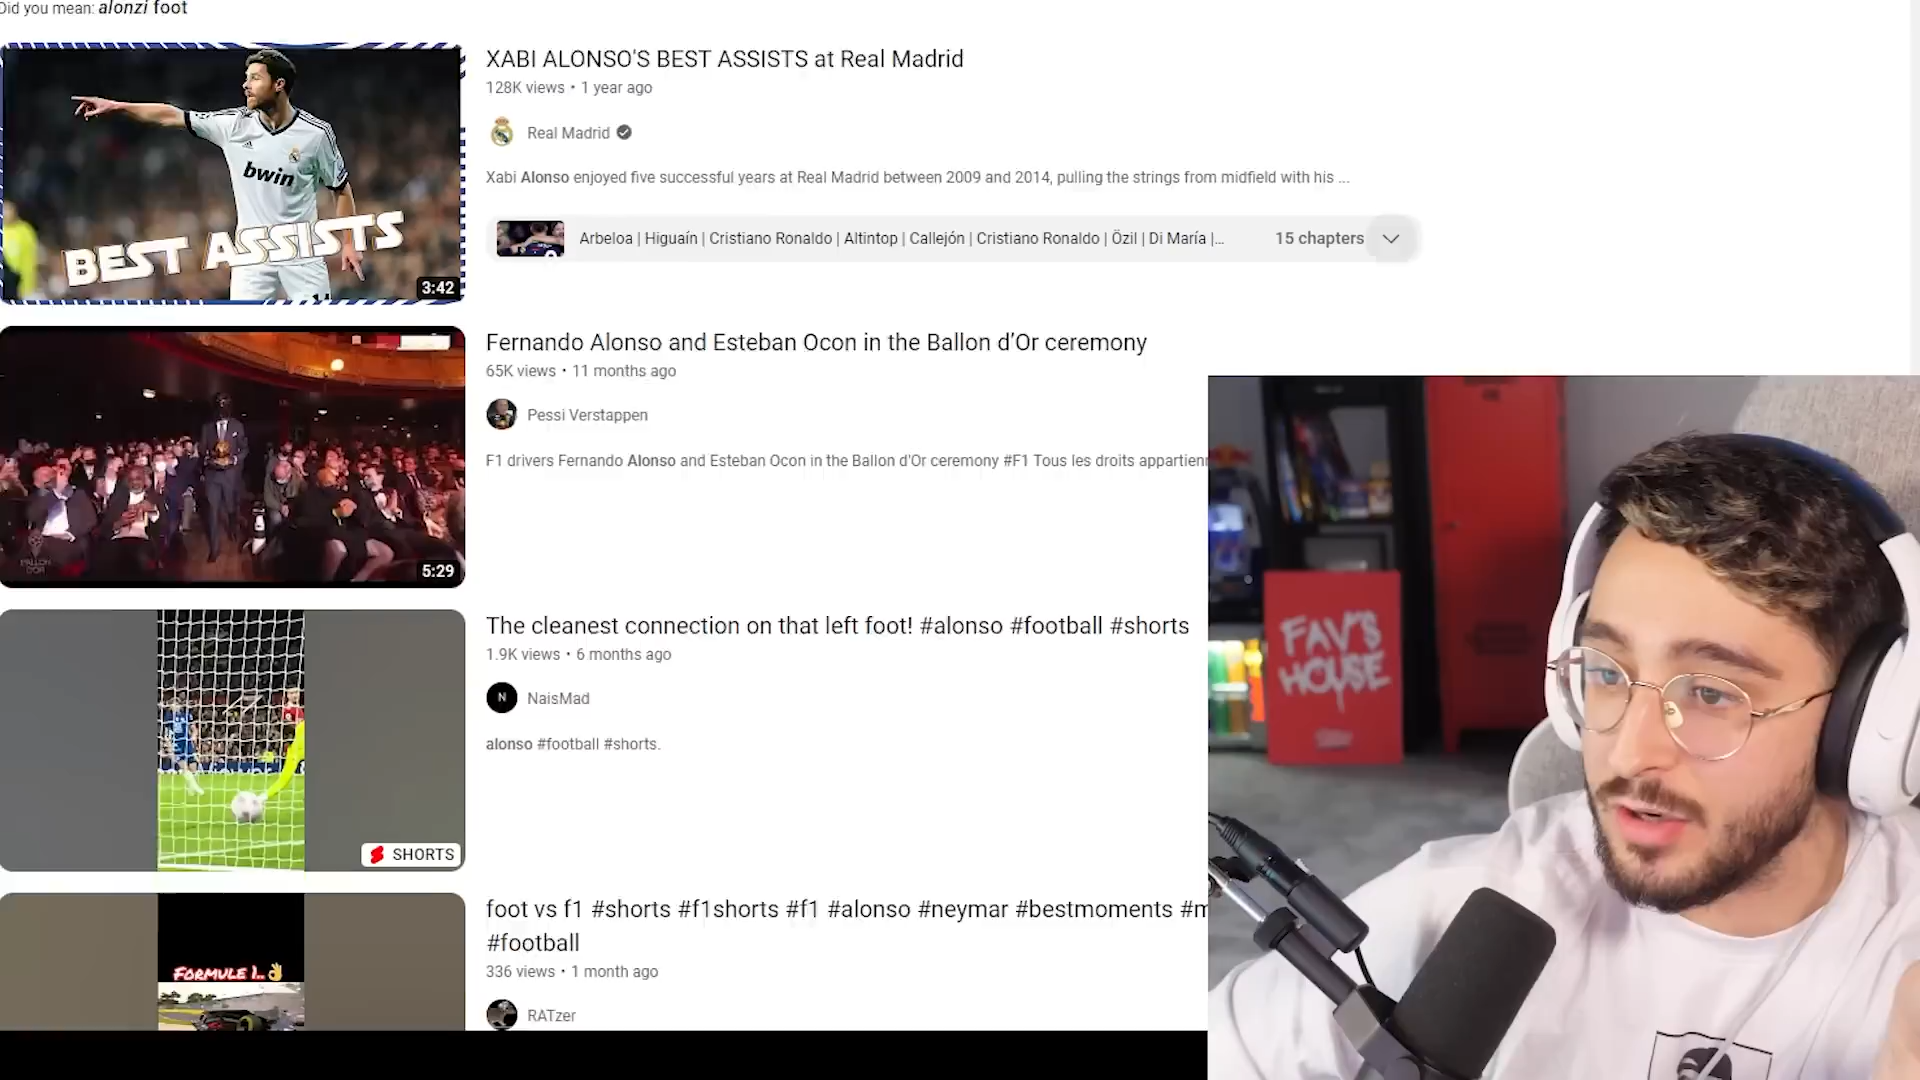 Did you mean: alonzi foot
bwin
BEST ASSISTS
3:42
XABI ALONSO'S BEST ASSISTS at Real Madrid
128K views • 1 year ago
Real Madrid
Xabi Alonso enjoyed five successful years at Real Madrid between 2009 and 2014, pulling the strings from midfield with his ...
Arbeloa | Higuaín | Cristiano Ronaldo | Altintop | Callejón | Cristiano Ronaldo | Özil | Di María |...
15 chapters
BALLON
D'OR
5:29
Fernando Alonso and Esteban Ocon in the Ballon d’Or ceremony
65K views • 11 months ago
Pessi Verstappen
F1 drivers Fernando Alonso and Esteban Ocon in the Ballon d'Or ceremony #F1 Tous les droits appartien
SHORTS
The cleanest connection on that left foot! #alonso #football #shorts
1.9K views • 6 months ago
N
NaisMad
alonso #football #shorts.
FORMULE 1..👌
foot vs f1 #shorts #f1shorts #f1 #alonso #neymar #bestmoments #m
#football
336 views • 1 month ago
RATzer
FAV'S
HOUSE